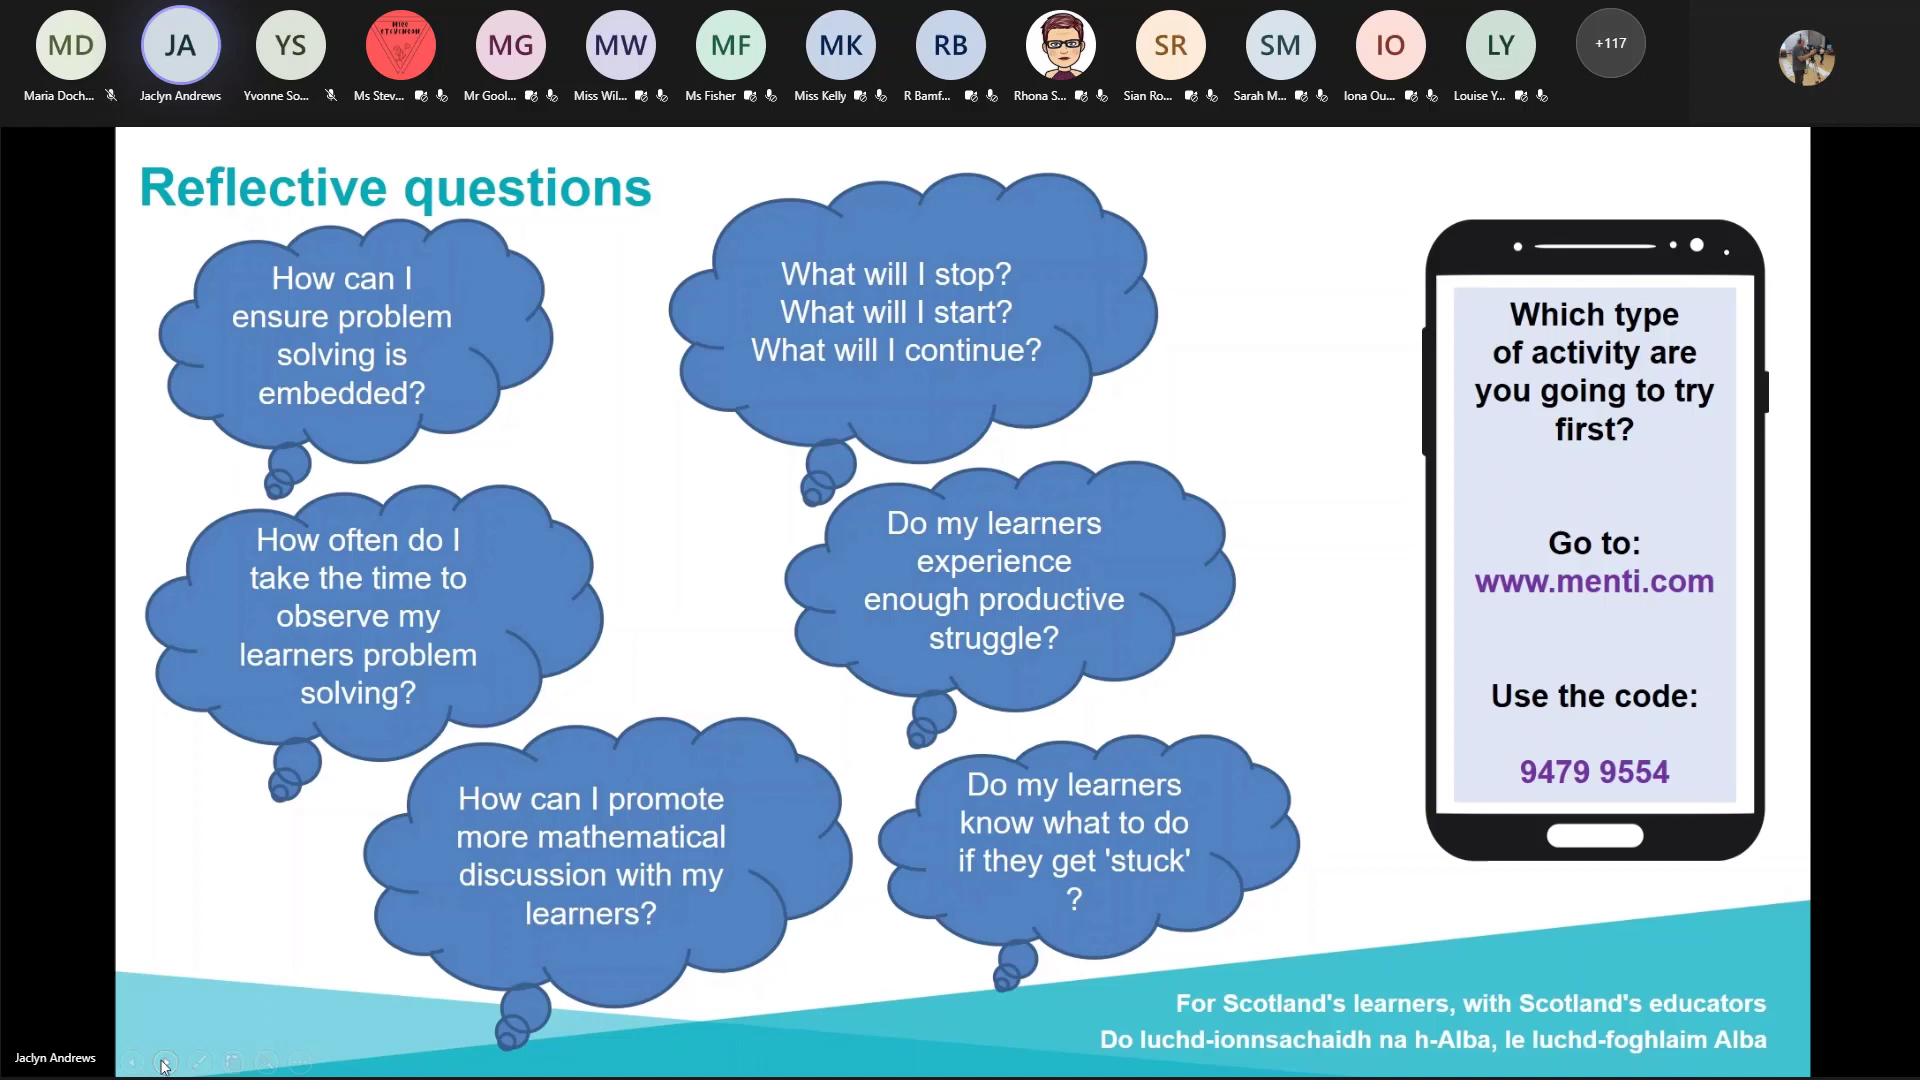 MD
JA
YS
MISS
STEVENSON
MG
MW
MF
MK
RB
SR
SM
IO
LY
+117
Maria Doch...
Jaclyn Andrews
Yvonne So...
Ms Stev...
Mr Gool...
Miss Wil...
Ms Fisher
Miss Kelly
R Bamf...
Rhona S...
Sian Ro...
Sarah M...
Iona Ou...
Louise Y...
Reflective questions
How can I
ensure problem
solving is
embedded?
What will I stop?
What will I start?
What will I continue?
How often do I
take the time to
observe my
learners problem
solving?
Do my learners
experience
enough productive
struggle?
How can I promote
more mathematical
discussion with my
learners?
Do my learners
know what to do
if they get 'stuck'
?
Which type
of activity are
you going to try
first?
Go to:
www.menti.com
Use the code:
9479 9554
For Scotland's learners, with Scotland's educators
Do luchd-ionnsachaidh na h-Alba, le luchd-foghlaim Alba
Jaclyn Andrews